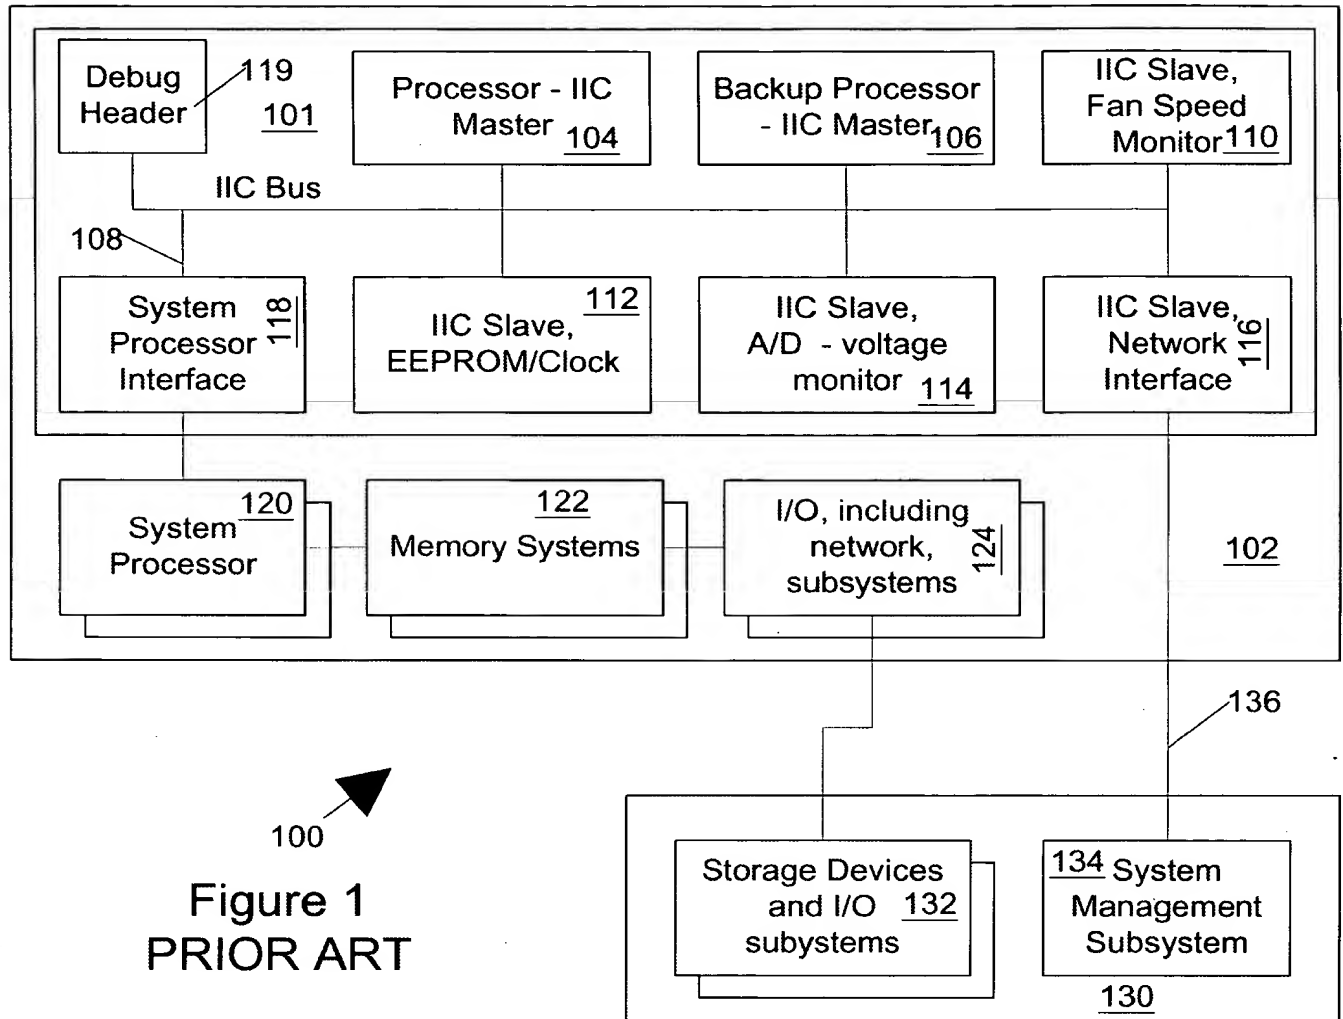 Debug
Header
119
101
Processor - IIC
Master
104
Backup Processor
- IIC Master
106
IIC Slave,
Fan Speed
Monitor
110
IIC Bus
108
System
Processor
Interface
118
112
IIC Slave,
EEPROM/Clock
IIC Slave,
A/D - voltage
monitor
114
IIC Slave,
Network
Interface
116
120
System
Processor
122
Memory Systems
I/O, including
network,
subsystems
124
102
136
100
Figure 1
PRIOR ART
Storage Devices
and I/O
subystems
132
134
System
Management
Subsystem
130